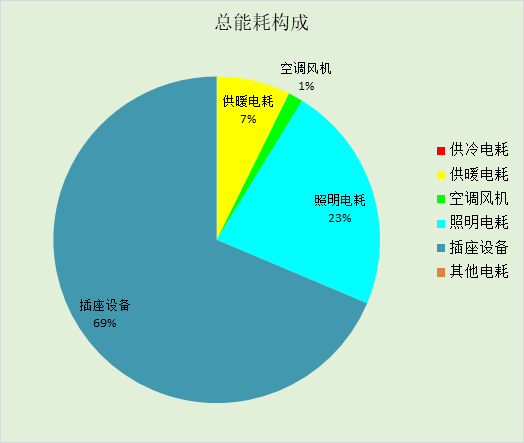 总能耗构成
空调风机
1%
供暖电耗
7%
照明电耗
23%
插座设备
69%
供冷电耗
供暖电耗
空调风机
照明电耗
插座设备
其他电耗